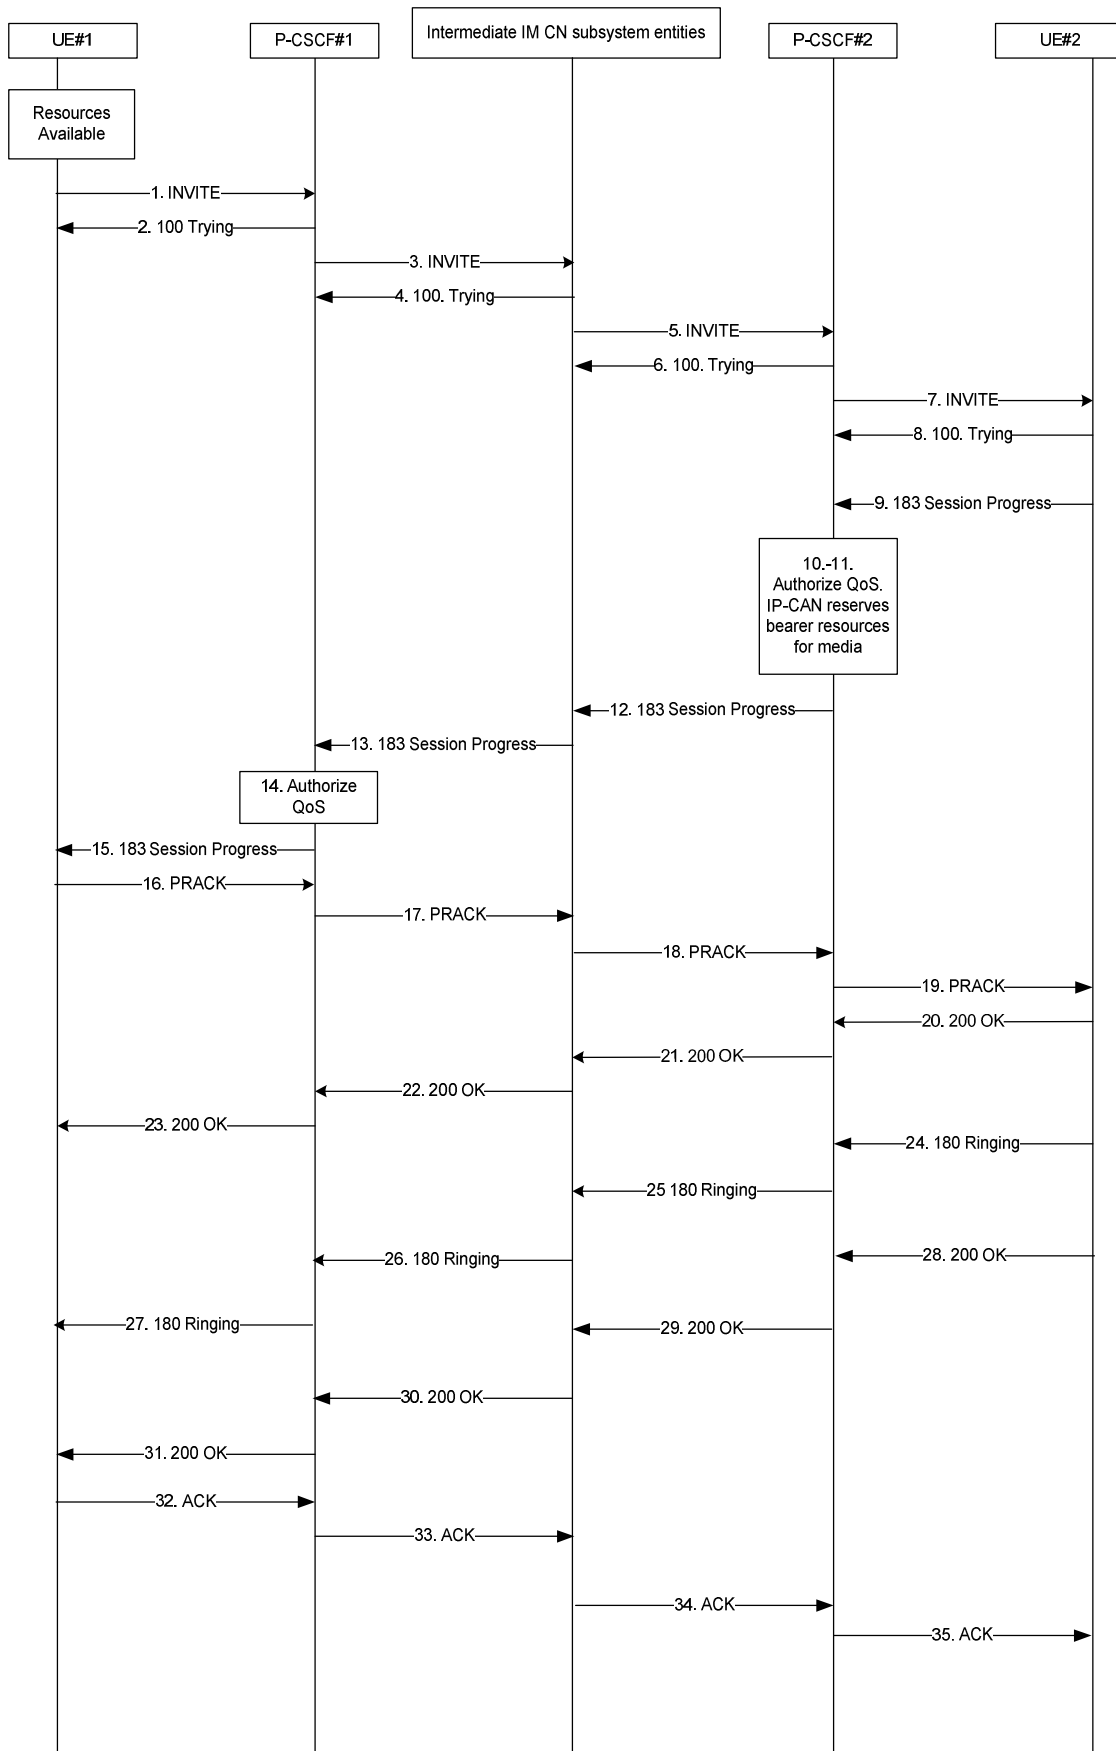 UE#1
P-CSCF#1
Intermediate IM CN subsystem entities
P-CSCF#2
UE#2
Resources
Available
1. INVITE
2. 100 Trying
3. INVITE
4. 100. Trying
5. INVITE
6. 100. Trying
7. INVITE
8. 100. Trying
9. 183 Session Progress
10.-11.
Authorize QoS.
IP-CAN reserves
bearer resources
for media
12. 183 Session Progress
13. 183 Session Progress
14. Authorize
QoS
15. 183 Session Progress
16. PRACK
17. PRACK
18. PRACK
19. PRACK
20. 200 OK
21. 200 OK
22. 200 OK
23. 200 OK
24. 180 Ringing
25 180 Ringing
26. 180 Ringing
28. 200 OK
27. 180 Ringing
29. 200 OK
30. 200 OK
31. 200 OK
32. ACK
33. ACK
34. ACK
35. ACK